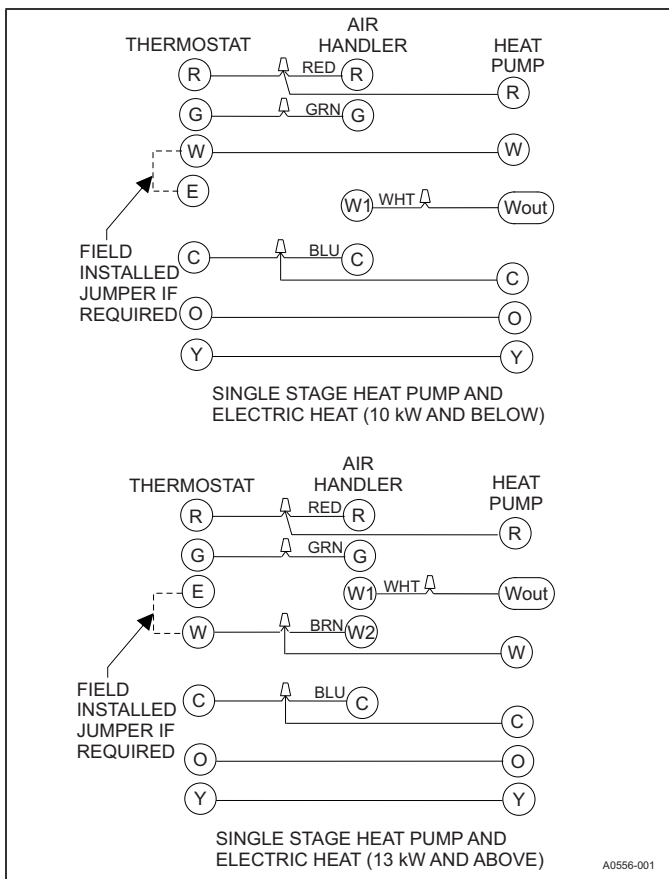 THERMOSTAT
AIR
HANDLER
HEAT
PUMP
R RED R R
G GRN G
W W
E
W1 WHT Wout
FIELD
INSTALLED
JUMPER IF
REQUIRED
C BLU C C
O O
Y Y
SINGLE STAGE HEAT PUMP AND
ELECTRIC HEAT (10 kW AND BELOW)
THERMOSTAT
AIR
HANDLER
HEAT
PUMP
R RED R R
G GRN G
E W1 WHT Wout
W BRN W2 W
FIELD
INSTALLED
JUMPER IF
REQUIRED
C BLU C C
O O
Y Y
SINGLE STAGE HEAT PUMP AND
ELECTRIC HEAT (13 kW AND ABOVE)
A0556-001